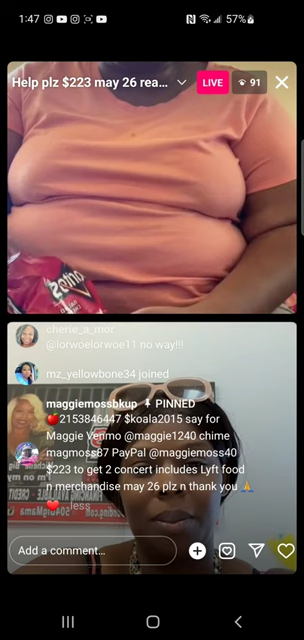 1:47
57%
Help plz $223 may 26 rea...
LIVE
91
cherie_a_mor
@lorwoelorwoe11 no way!!!
mz_yellowbone34 joined
maggiemossbkup PINNED
2153846447 $koala2015 say for
Maggie Venmo @maggie1240 chime
magmoss87 PayPal @maggiemoss40
$223 to get 2 concert includes Lyft food
n merchandise may 26 plz n thank you 🙏
❤️ less
Add a comment...